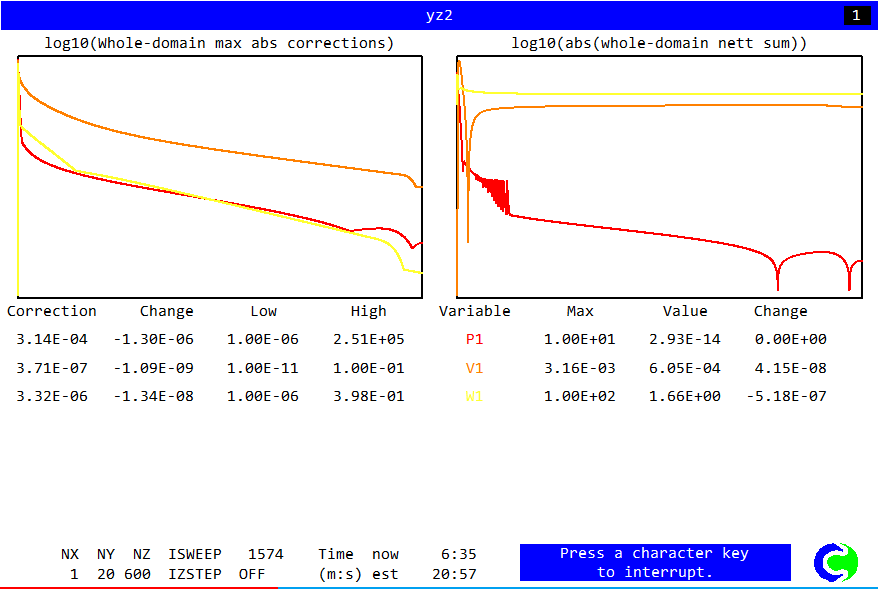 yz2 1
log10(Whole-domain max abs corrections) log10(abs(whole-domain nett sum))
Correction Change Low High Variable Max Value Change
3.14E-04 -1.30E-06 1.00E-06 2.51E+05 P1 1.00E+01 2.93E-14 0.00E+00
3.71E-07 -1.09E-09 1.00E-11 1.00E-01 V1 3.16E-03 6.05E-04 4.15E-08
3.32E-06 -1.34E-08 1.00E-06 3.98E-01 W1 1.00E+02 1.66E+00 -5.18E-07
NX NY NZ ISWEEP 1574 Time now 6:35 Press a character key
1 20 600 IZSTEP OFF (m:s) est 20:57 to interrupt.